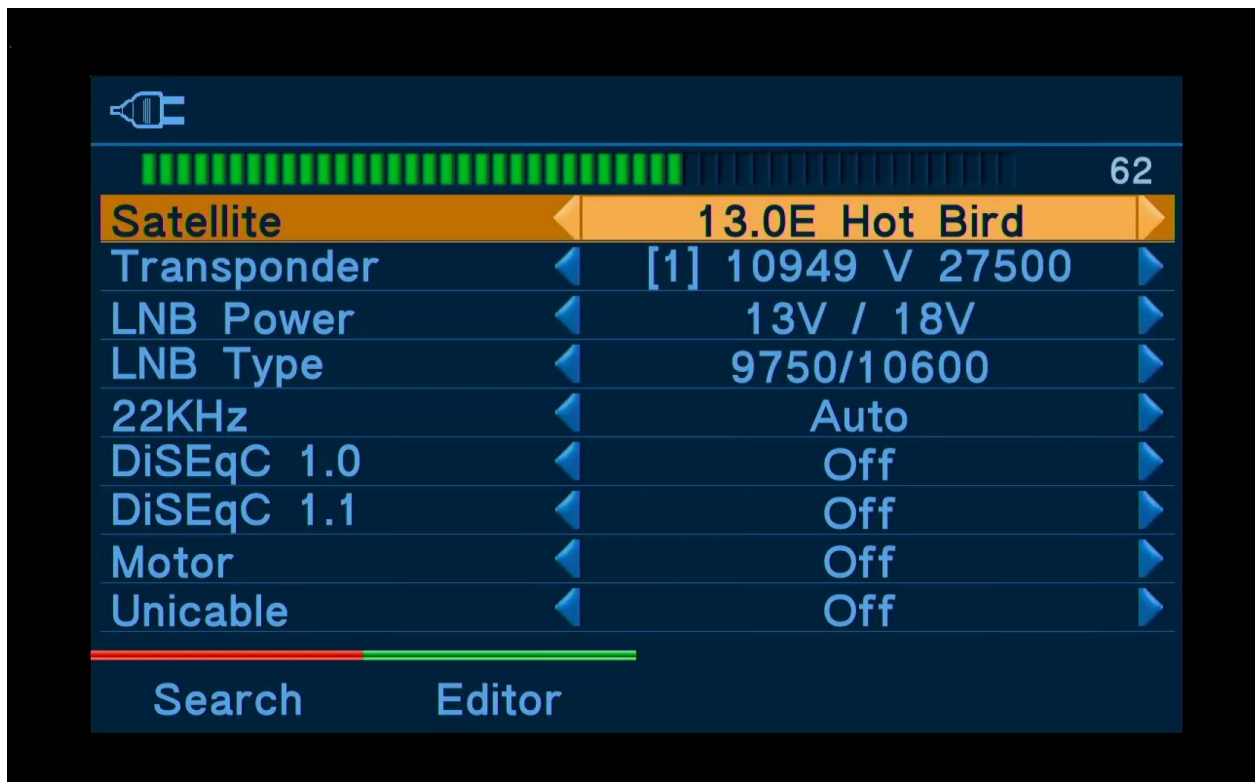 62
Satellite 13.0E Hot Bird
Transponder [1] 10949 V 27500
LNB Power 13V / 18V
LNB Type 9750/10600
22KHz Auto
DiSEqC 1.0 Off
DiSEqC 1.1 Off
Motor Off
Unicable Off
Search Editor